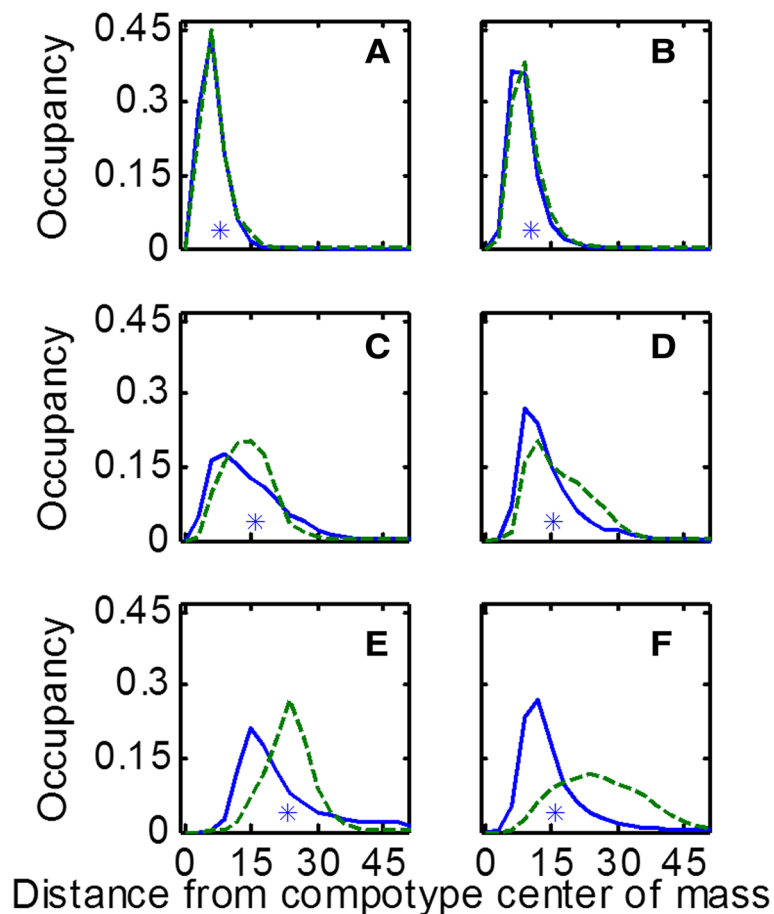 0.45
0.3
0.15
0
Occupancy
A
B
0.45
0.3
0.15
0
Occupancy
C
D
0.45
0.3
0.15
0
Occupancy
E
F
0 15 30 45 0 15 30 45
Distance from compotype center of mass